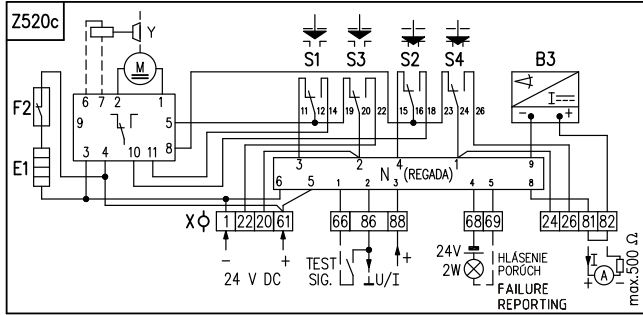 Z520c
Y
M
S1 S3 S2 S4 B3
F2
E1
6 7 2 1
9 5
8
3 4 10 11
11 12 14 19 20 22 15 16 18 23 24 26
I
- +
3 2 4 1 9
N (REGADA)
6 5 1 2 3 4 5 8
X
1 22 20 61 66 86 88 68 69 24 26 81 82
- +
24 V DC
TEST
SIG.
U/I
+
24V
2W
HLÁSENIE
PORÚCH
FAILURE
REPORTING
I
+ A -
max.500 Ω